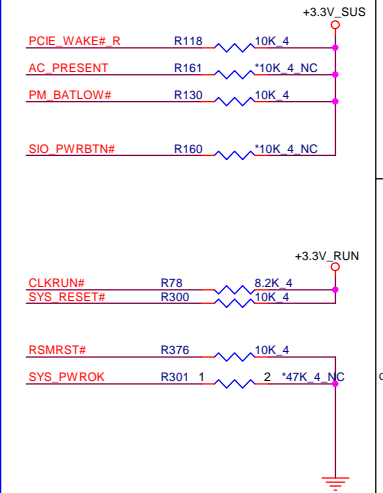 +3.3V_SUS
PCIE_WAKE#_R R118 10K_4
AC_PRESENT R161 *10K_4_NC
PM_BATLOW# R130 10K_4
SIO_PWRBTN# R160 *10K_4_NC
+3.3V_RUN
CLKRUN# R78 8.2K_4
SYS_RESET# R300 10K_4
RSMRST# R376 10K_4
SYS_PWROK R301 1 2 *47K_4_NC